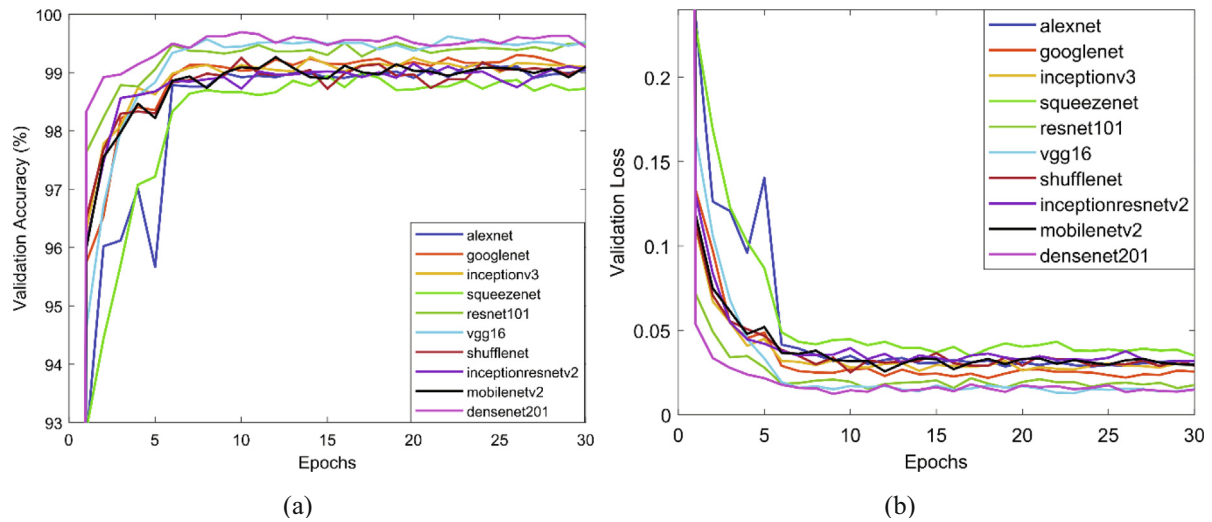 100
99
98
97
96
95
94
93
Validation Accuracy (%)
0 5 10 15 20 25 30
Epochs
alexnet
googlenet
inceptionv3
squeezenet
resnet101
vgg16
shufflenet
inceptionresnetv2
mobilenetv2
densenet201
(a)
0.2
0.15
0.1
0.05
0
Validation Loss
0 5 10 15 20 25 30
Epochs
alexnet
googlenet
inceptionv3
squeezenet
resnet101
vgg16
shufflenet
inceptionresnetv2
mobilenetv2
densenet201
(b)